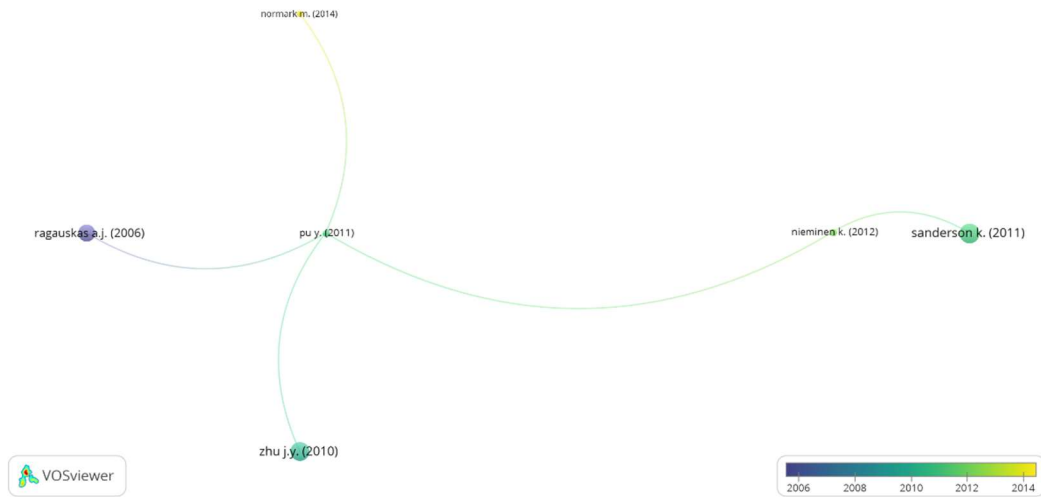 normark m. (2014)
ragauskas a.j. (2006)
pu y. (2011)
nieminen k. (2012)
sanderson k. (2011)
zhu j.y. (2010)
VOSviewer
2006 2008 2010 2012 2014